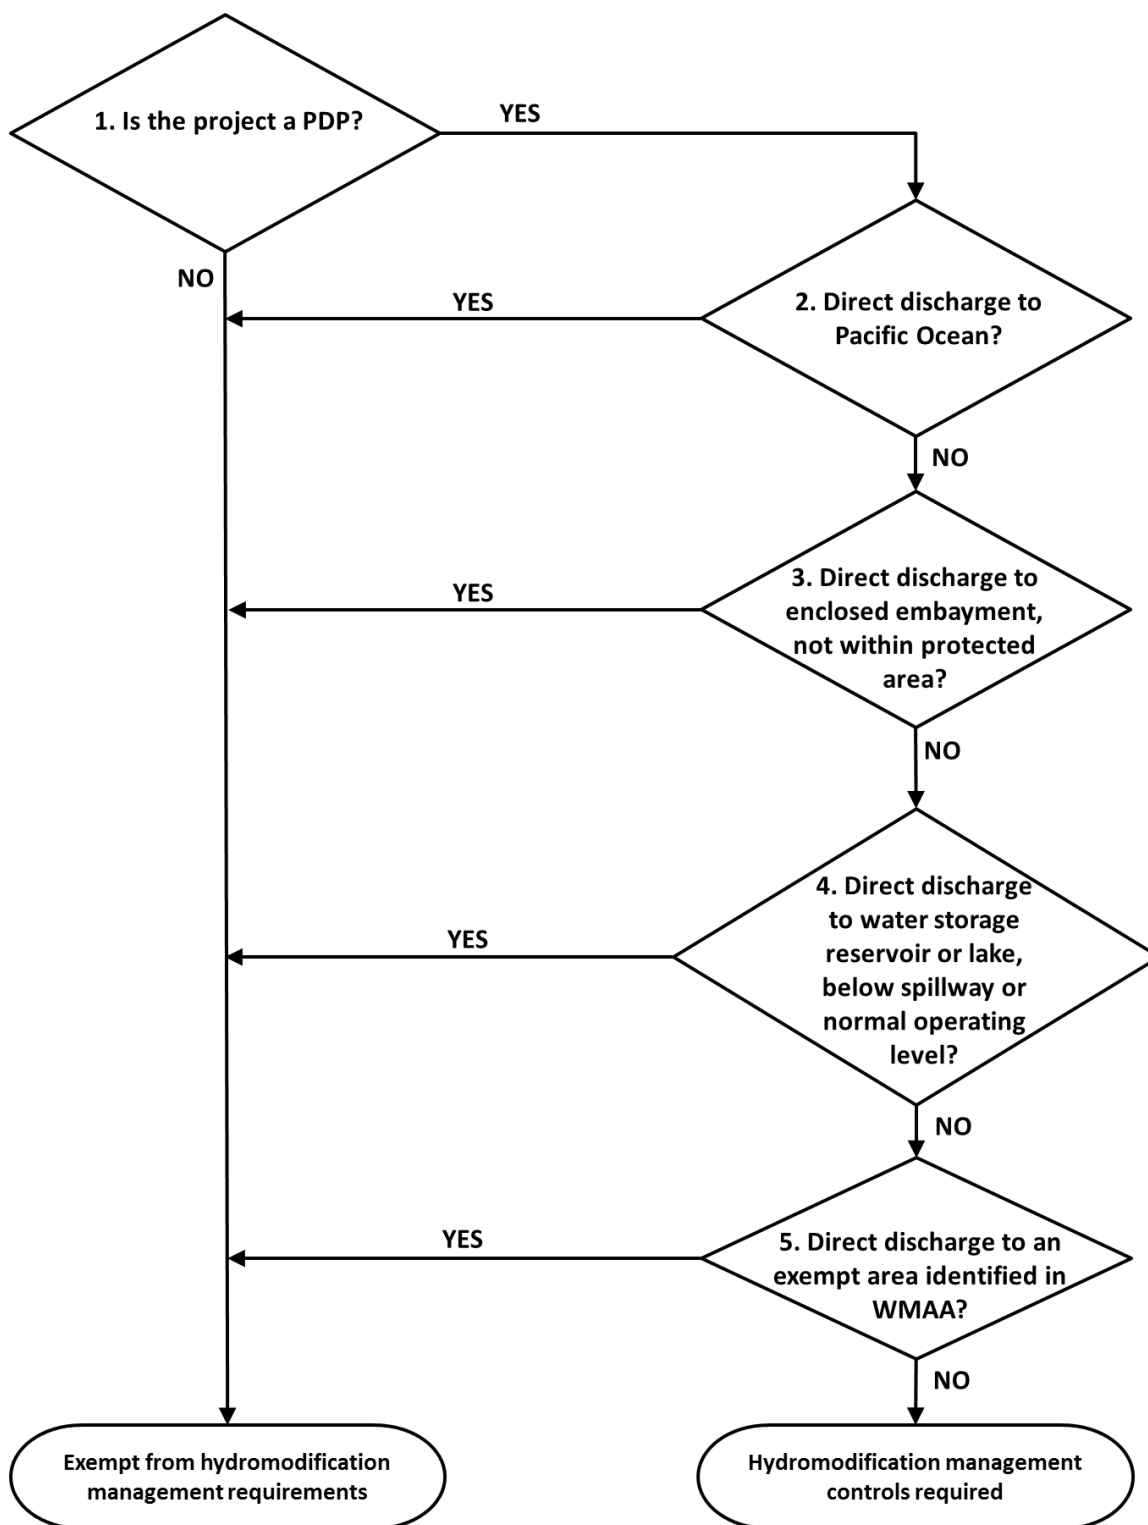 1. Is the project a PDP?
YES
NO
2. Direct discharge to
Pacific Ocean?
YES
NO
3. Direct discharge to
enclosed embayment,
not within protected
area?
YES
NO
4. Direct discharge
to water storage
reservoir or lake,
below spillway or
normal operating
level?
YES
NO
5. Direct discharge to an
exempt area identified in
WMAA?
YES
NO
Exempt from hydromodification
management requirements
Hydromodification management
controls required